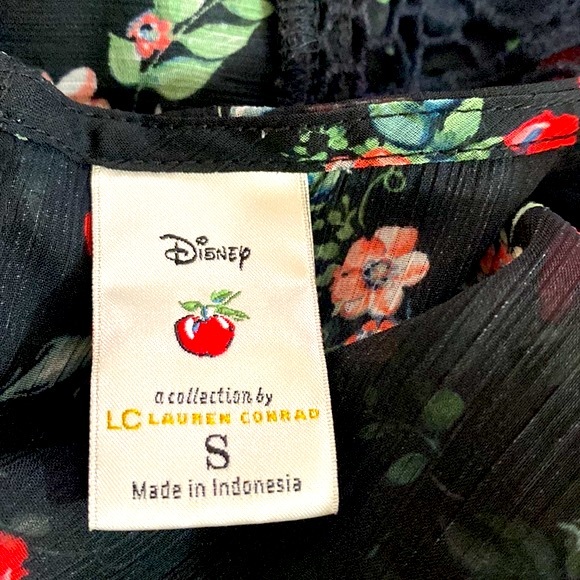 Disney
a collection by
LC LAUREN CONRAD
S
Made in Indonesia